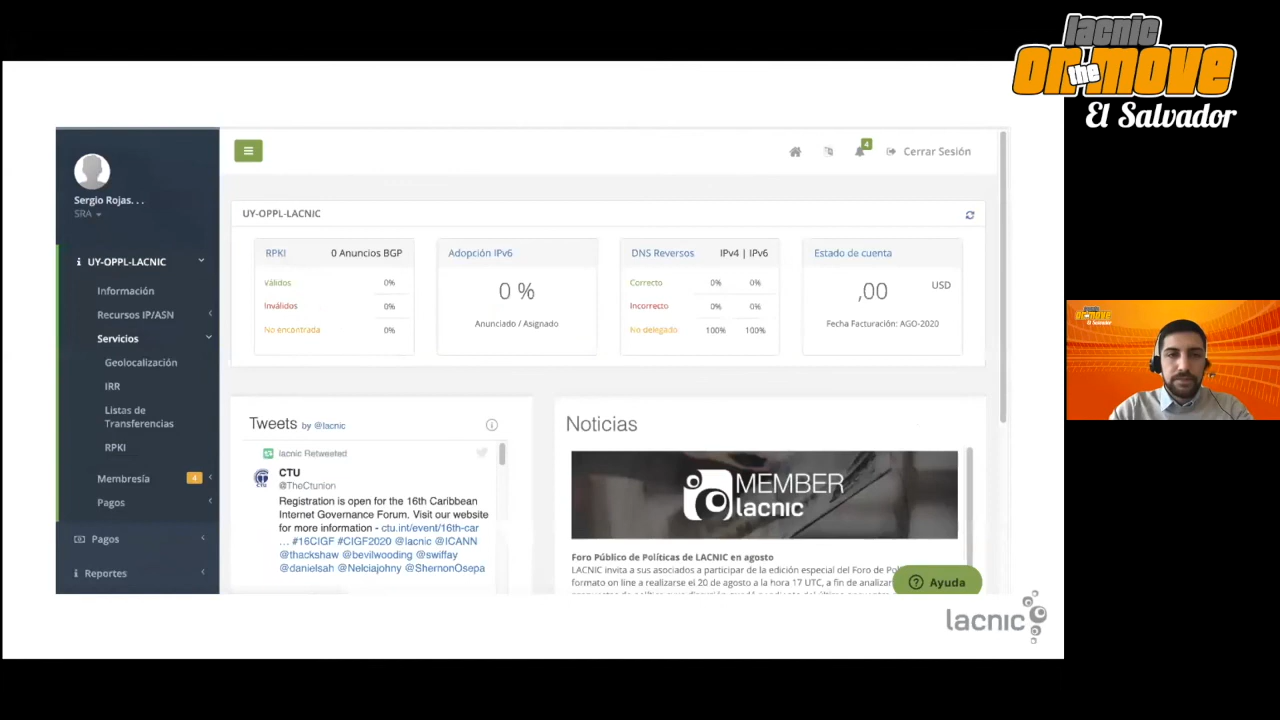 lacnic
on the move
El Salvador
Sergio Rojas. . .
SRA
UY-OPPL-LACNIC
Información
Recursos IP/ASN
Servicios
Geolocalización
IRR
Listas de
Transferencias
RPKI
Membresía 4
Pagos
Pagos
Reportes
4
Cerrar Sesión
UY-OPPL-LACNIC
RPKI 0 Anuncios BGP
Válidos 0%
Inválidos 0%
No encontrada 0%
Adopción IPv6
0 %
Anunciado / Asignado
DNS Reversos IPv4 | IPv6
Correcto 0% 0%
Incorrecto 0% 0%
No delegado 100% 100%
Estado de cuenta
,00 USD
Fecha Facturación: AGO-2020
Tweets by @lacnic
lacnic Retweeted
CTU
@TheCtunion
Registration is open for the 16th Caribbean
Internet Governance Forum. Visit our website
for more information - ctu.int/event/16th-car
... #16CIGF #CIGF2020 @lacnic @ICANN
@thackshaw @bevilwooding @swiffay
@danielsah @Nelciajohny @ShernonOsepa
Noticias
MEMBER
lacnic
Foro Público de Políticas de LACNIC en agosto
LACNIC invita a sus asociados a participar de la edición especial del Foro de
formato on line a realizarse el 20 de agosto a la hora 17 UTC, a fin de analizar
Ayuda
lacnic
on the move
El Salvador